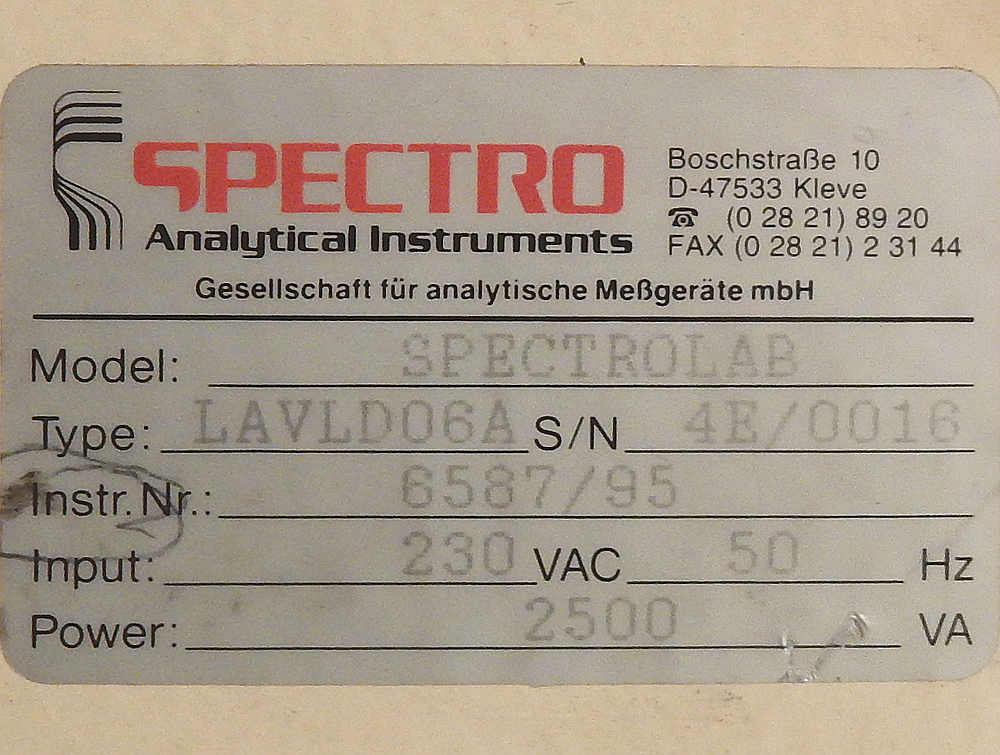 SPECTRO
Analytical Instruments
Boschstraße 10
D-47533 Kleve
☎ (0 28 21) 89 20
FAX (0 28 21) 2 31 44
Gesellschaft für analytische Meßgeräte mbH
Model: SPECTROLAB
Type: LAVLD06A S/N 4E/0016
Instr. Nr.: 6587/95
Input: 230 VAC 50 Hz
Power: 2500 VA